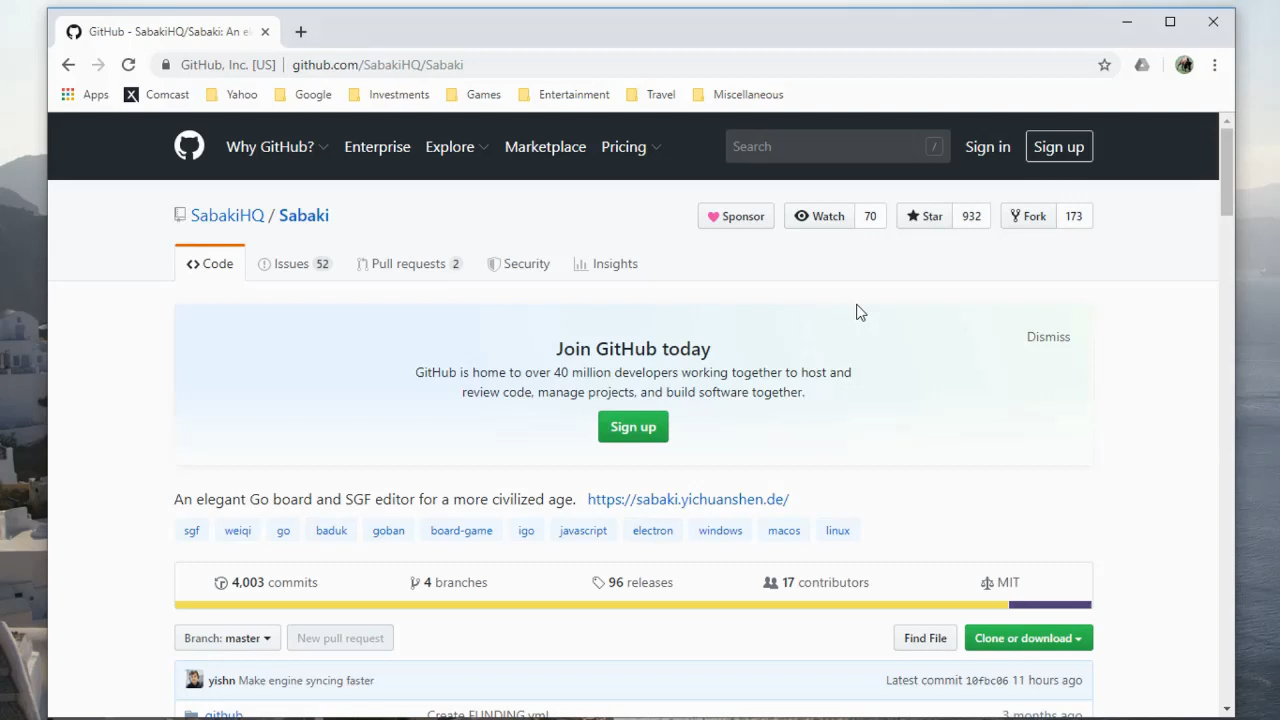 GitHub - SabakiHQ/Sabaki: An el
GitHub, Inc. [US] | github.com/SabakiHQ/Sabaki
Apps X Comcast Yahoo Google Investments Games Entertainment Travel Miscellaneous
Why GitHub? Enterprise Explore Marketplace Pricing Search / Sign in Sign up
SabakiHQ / Sabaki Sponsor Watch 70 Star 932 Fork 173
<> Code Issues 52 Pull requests 2 Security Insights
Join GitHub today
Dismiss
GitHub is home to over 40 million developers working together to host and
review code, manage projects, and build software together.
Sign up
An elegant Go board and SGF editor for a more civilized age. https://sabaki.yichuanshen.de/
sgf weiqi go baduk goban board-game igo javascript electron windows macos linux
4,003 commits 4 branches 96 releases 17 contributors MIT
Branch: master New pull request Find File Clone or download
yishn Make engine syncing faster Latest commit 10fbc06 11 hours ago
.github Create FUNDING.yml 3 months ago